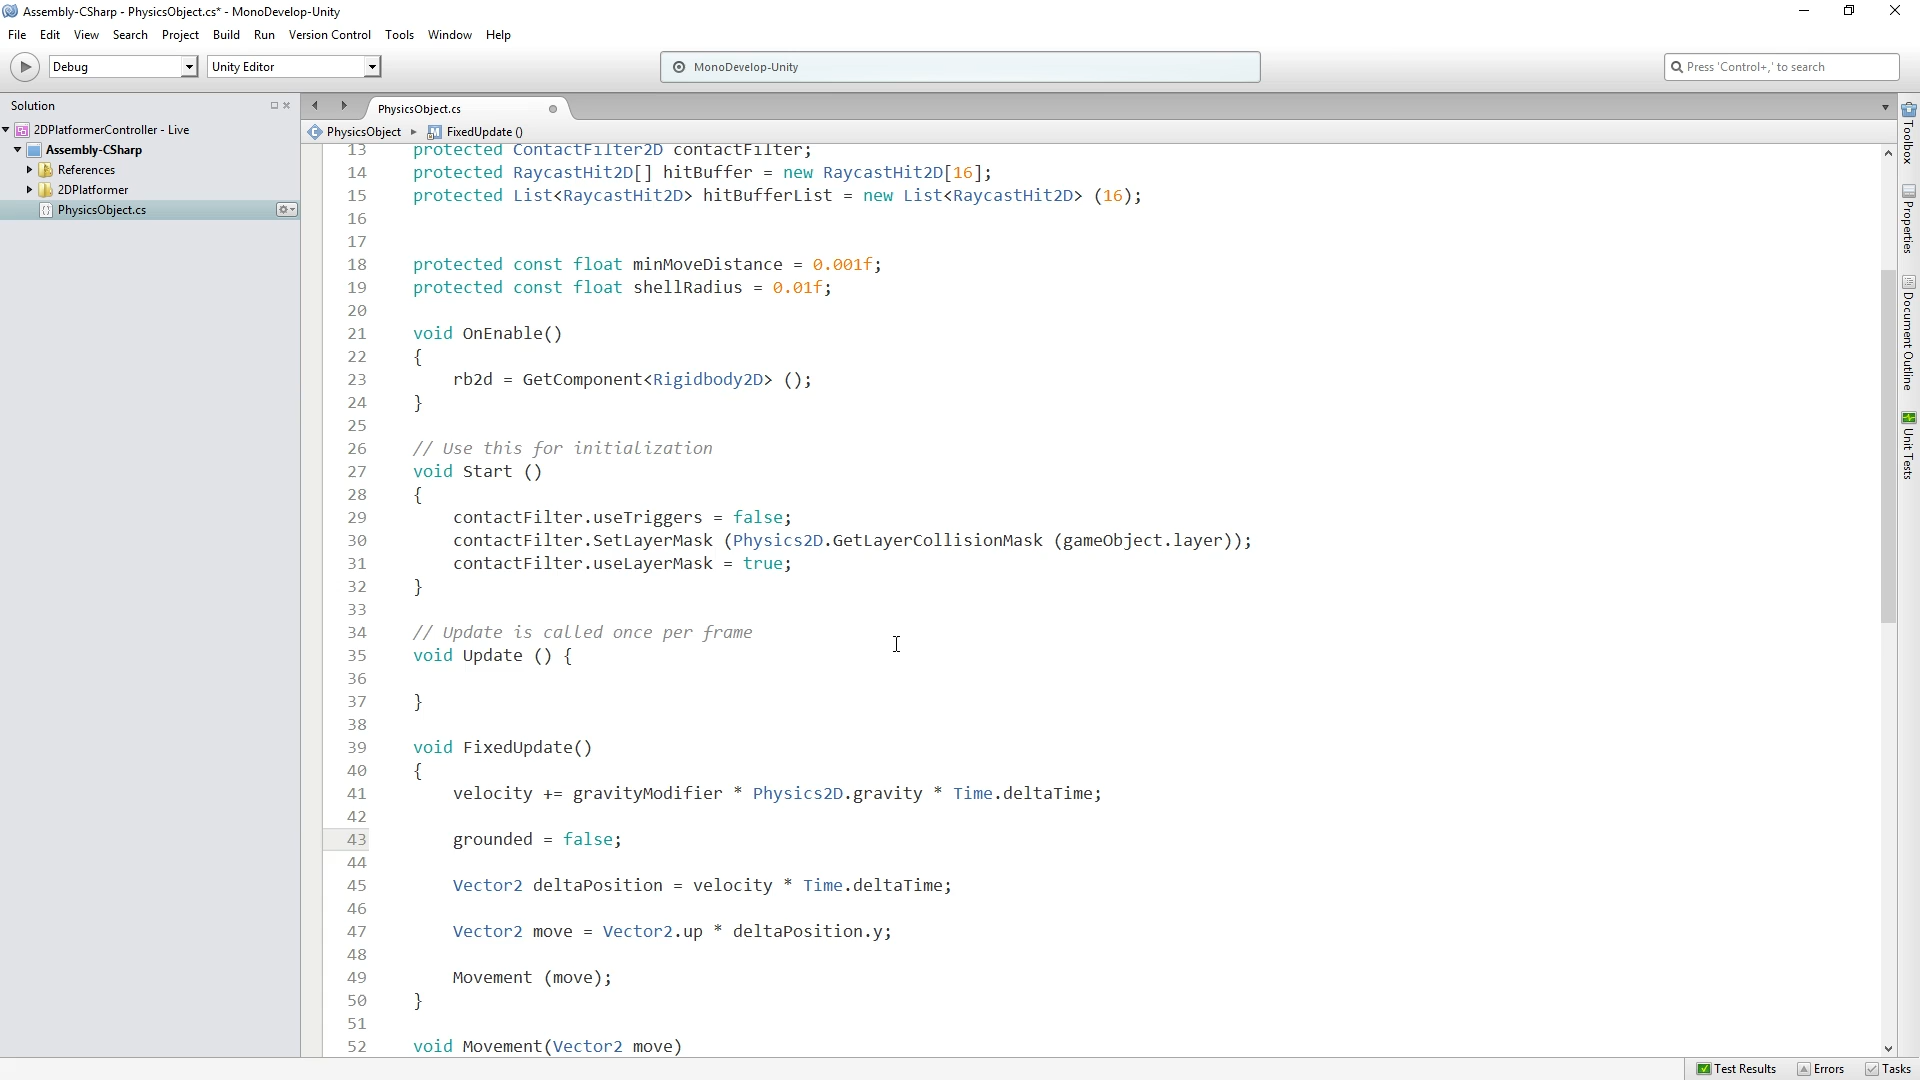 Assembly-CSharp - PhysicsObject.cs* - MonoDevelop-Unity
File Edit View Search Project Build Run Version Control Tools Window Help
Debug Unity Editor MonoDevelop-Unity Press 'Control+,' to search
Solution
PhysicsObject.cs
2DPlatformerController - Live
Assembly-CSharp
References
2DPlatformer
PhysicsObject.cs
PhysicsObject FixedUpdate ()
13 protected ContactFilter2D contactFilter;
14 protected RaycastHit2D[] hitBuffer = new RaycastHit2D[16];
15 protected List<RaycastHit2D> hitBufferList = new List<RaycastHit2D> (16);
16
17
18 protected const float minMoveDistance = 0.001f;
19 protected const float shellRadius = 0.01f;
20
21 void OnEnable()
22 {
23 rb2d = GetComponent<Rigidbody2D> ();
24 }
25
26 // Use this for initialization
27 void Start ()
28 {
29 contactFilter.useTriggers = false;
30 contactFilter.SetLayerMask (Physics2D.GetLayerCollisionMask (gameObject.layer));
31 contactFilter.useLayerMask = true;
32 }
33
34 // Update is called once per frame
35 void Update () {
36
37 }
38
39 void FixedUpdate()
40 {
41 velocity += gravityModifier * Physics2D.gravity * Time.deltaTime;
42
43 grounded = false;
44
45 Vector2 deltaPosition = velocity * Time.deltaTime;
46
47 Vector2 move = Vector2.up * deltaPosition.y;
48
49 Movement (move);
50 }
51
52 void Movement(Vector2 move)
Toolbox
Properties
Document Outline
Unit Tests
Test Results Errors Tasks